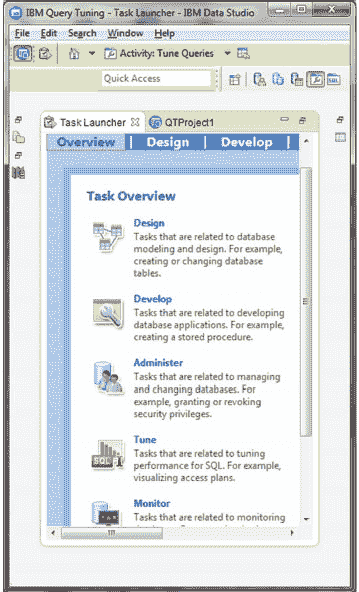 IBM Query Tuning - Task Launcher - IBM Data Studio
File Edit Search Window Help
Activity: Tune Queries
Quick Access
SQL
Task Launcher QTProject1
Overview | Design | Develop |
Task Overview
Design
Tasks that are related to database
modeling and design. For example,
creating or changing database
tables.
Develop
Tasks that are related to developing
database applications. For example,
creating a stored procedure.
Administer
Tasks that are related to managing
and changing databases. For
example, granting or revoking
security privileges.
Tune
SQL
Tasks that are related to tuning
performance for SQL. For example,
visualizing access plans.
Monitor
Tasks that are related to monitoring